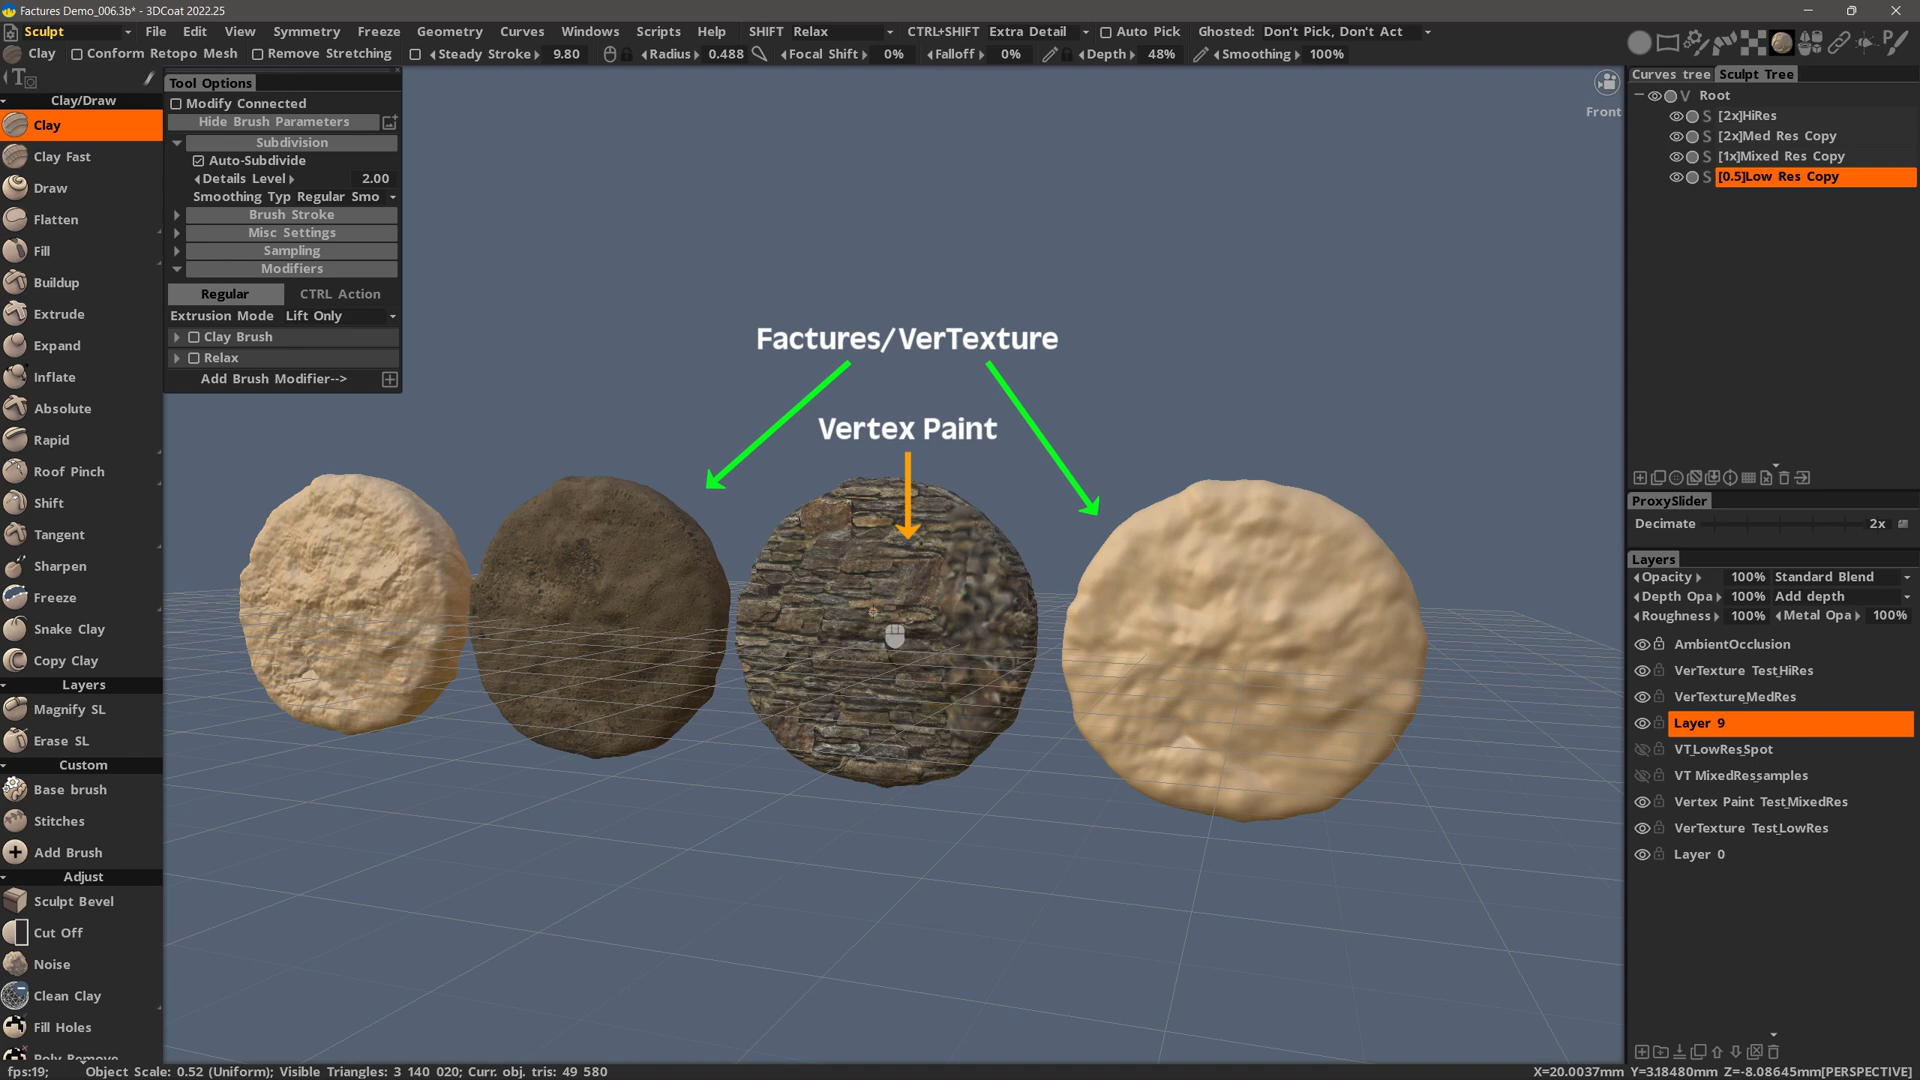 Factures Demo_006.3b* - 3DCoat 2022.25
Sculpt File Edit View Symmetry Freeze Geometry Curves Windows Scripts Help SHIFT Relax CTRL+SHIFT Extra Detail Auto Pick Ghosted: Don't Pick, Don't Act
Clay Conform Retopo Mesh Remove Stretching Steady Stroke 9.80 Radius 0.488 Focal Shift 0% Falloff 0% Depth 48% Smoothing 100%
Clay/Draw
Clay
Clay Fast
Draw
Flatten
Fill
Buildup
Extrude
Expand
Inflate
Absolute
Rapid
Roof Pinch
Shift
Tangent
Sharpen
Freeze
Snake Clay
Copy Clay
Layers
Magnify SL
Erase SL
Custom
Base brush
Stitches
Add Brush
Adjust
Sculpt Bevel
Cut Off
Noise
Clean Clay
Fill Holes
Poly Remove
Tool Options
Modify Connected
Hide Brush Parameters
Subdivision
Auto-Subdivide
Details Level 2.00
Smoothing Typ Regular Smo
Brush Stroke
Misc Settings
Sampling
Modifiers
Regular CTRL Action
Extrusion Mode Lift Only
Clay Brush
Relax
Add Brush Modifier-->
Factures/VerTexture
Vertex Paint
Front
Curves tree Sculpt Tree
V Root
S [2x]HiRes
S [2x]Med Res Copy
S [1x]Mixed Res Copy
S [0.5]Low Res Copy
ProxySlider
Decimate 2x
Layers
Opacity 100% Standard Blend
Depth Opa 100% Add depth
Roughness 100% Metal Opa 100%
AmbientOcclusion
VerTexture Test_HiRes
VerTexture_MedRes
Layer 9
VT_LowRes_Spot
VT MixedRes_samples
Vertex Paint Test_MixedRes
VerTexture Test_LowRes
Layer 0
fps:19; Object Scale: 0.52 (Uniform); Visible Triangles: 3 140 020; Curr. obj. tris: 49 580
X=20.0037mm Y=3.18480mm Z=-8.08645mm[PERSPECTIVE]